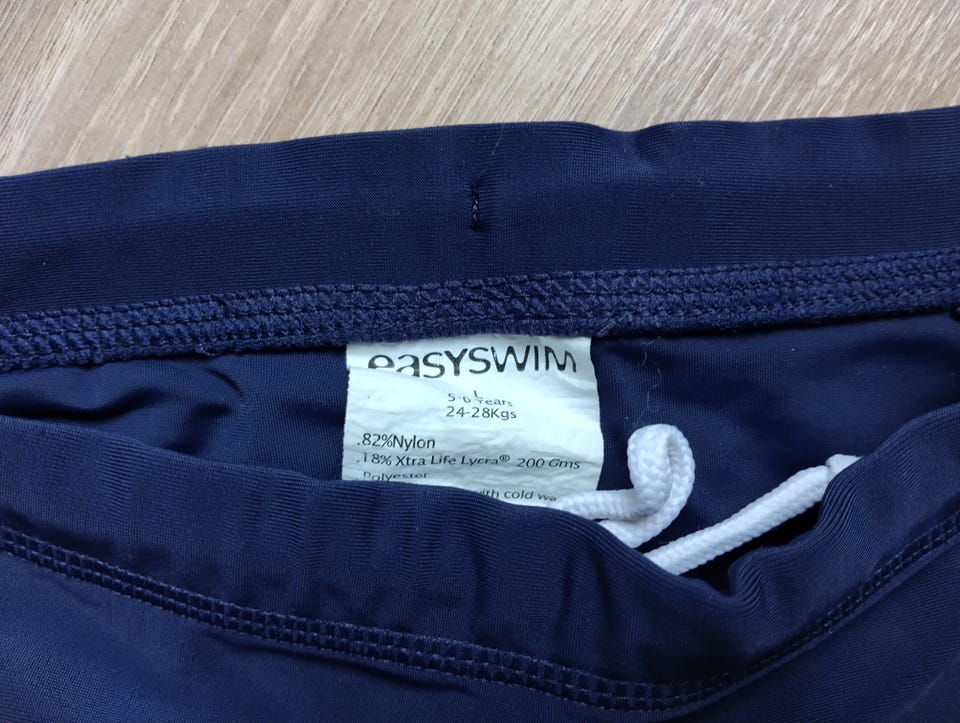 easySWIM
L
5-6 Years
24-28Kgs
.82%Nylon
.18% Xtra Life Lycra® 200 Gms
Polyester
with cold